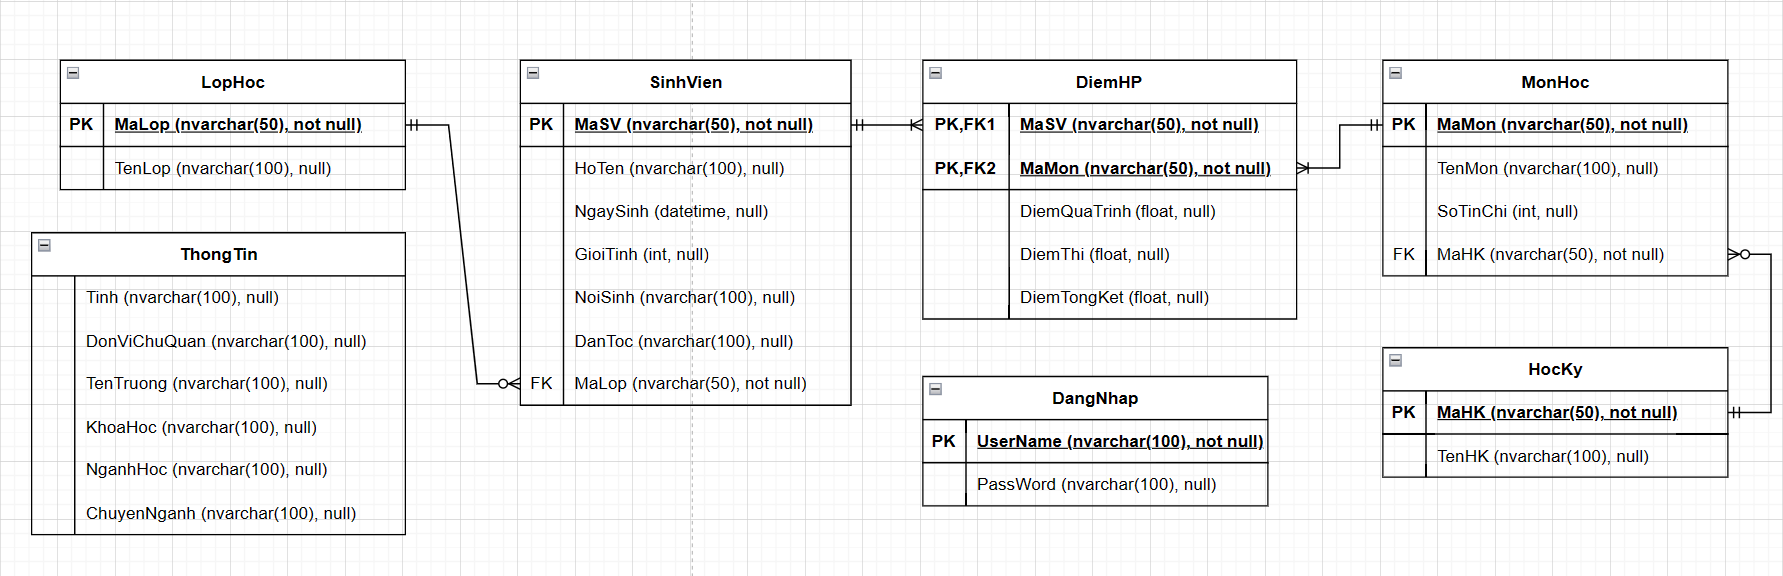 LopHoc
PK MaLop (nvarchar(50), not null)
TenLop (nvarchar(100), null)
ThongTin
Tinh (nvarchar(100), null)
DonViChuQuan (nvarchar(100), null)
TenTruong (nvarchar(100), null)
KhoaHoc (nvarchar(100), null)
NganhHoc (nvarchar(100), null)
ChuyenNganh (nvarchar(100), null)
SinhVien
PK MaSV (nvarchar(50), not null)
HoTen (nvarchar(100), null)
NgaySinh (datetime, null)
GioiTinh (int, null)
NoiSinh (nvarchar(100), null)
DanToc (nvarchar(100), null)
FK MaLop (nvarchar(50), not null)
DiemHP
PK,FK1 MaSV (nvarchar(50), not null)
PK,FK2 MaMon (nvarchar(50), not null)
DiemQuaTrinh (float, null)
DiemThi (float, null)
DiemTongKet (float, null)
DangNhap
PK UserName (nvarchar(100), not null)
PassWord (nvarchar(100), null)
MonHoc
PK MaMon (nvarchar(50), not null)
TenMon (nvarchar(100), null)
SoTinChi (int, null)
FK MaHK (nvarchar(50), not null)
HocKy
PK MaHK (nvarchar(50), not null)
TenHK (nvarchar(100), null)